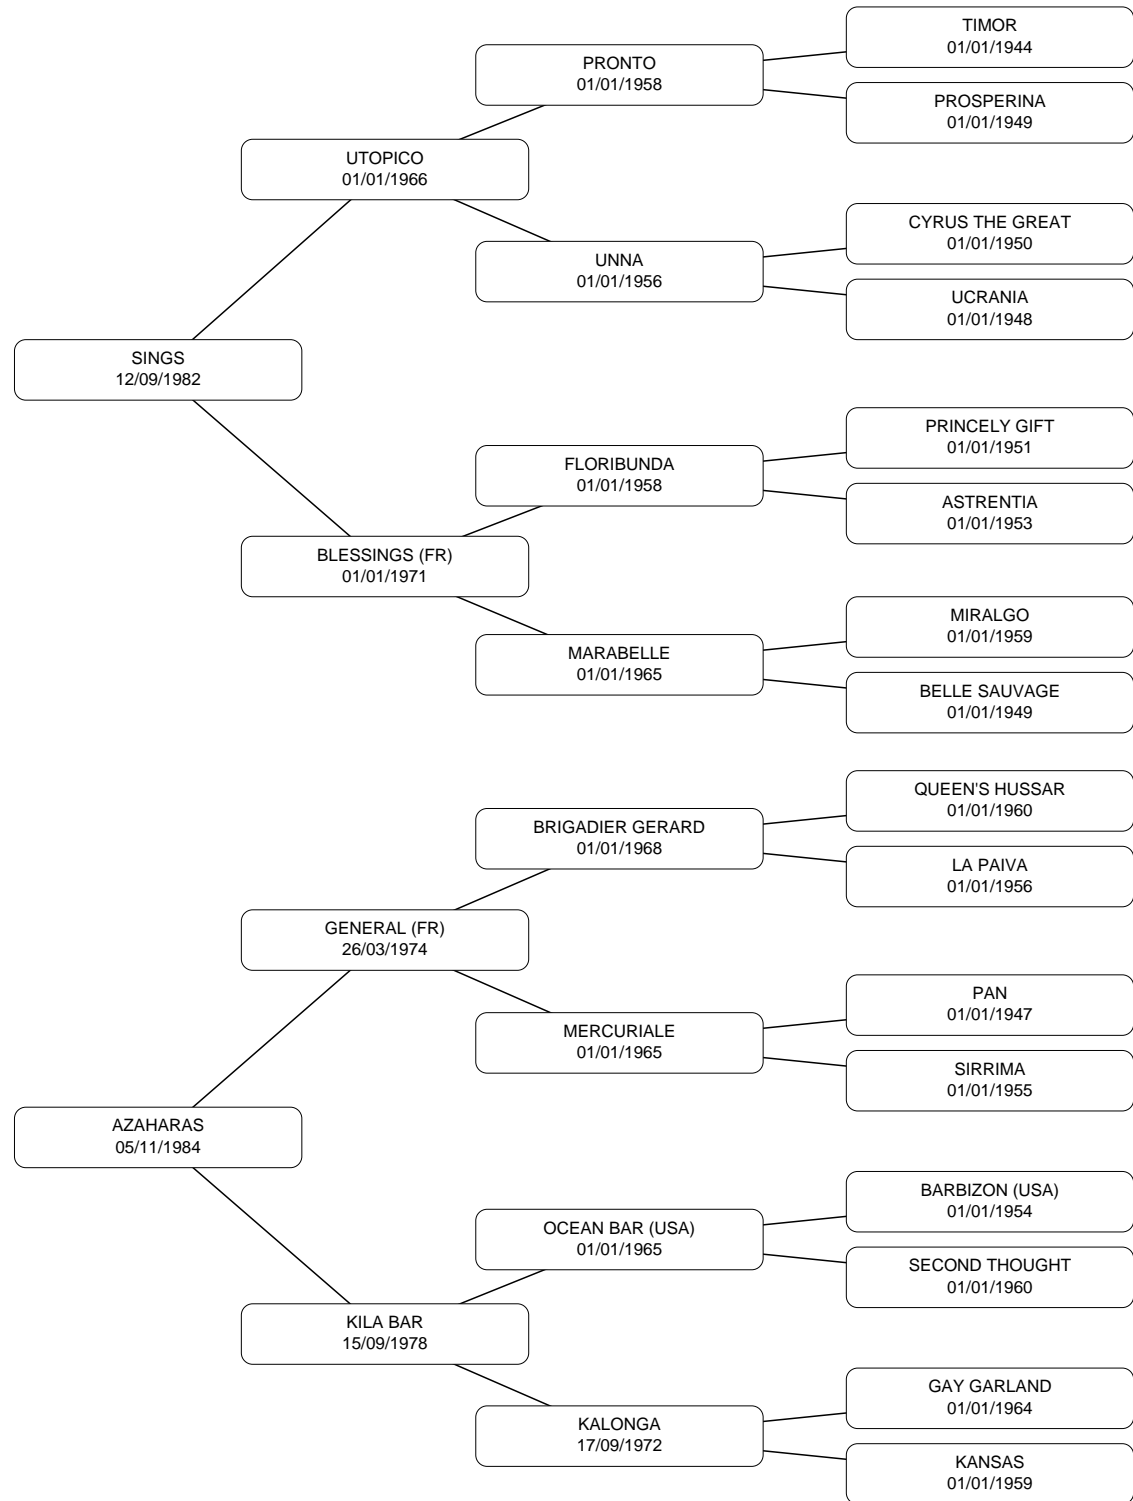 TIMOR
01/01/1944
PRONTO
01/01/1958
PROSPERINA
01/01/1949
UTOPICO
01/01/1966
CYRUS THE GREAT
01/01/1950
UNNA
01/01/1956
UCRANIA
01/01/1948
SINGS
12/09/1982
PRINCELY GIFT
01/01/1951
FLORIBUNDA
01/01/1958
ASTRENTIA
01/01/1953
BLESSINGS (FR)
01/01/1971
MIRALGO
01/01/1959
MARABELLE
01/01/1965
BELLE SAUVAGE
01/01/1949
QUEEN'S HUSSAR
01/01/1960
BRIGADIER GERARD
01/01/1968
LA PAIVA
01/01/1956
GENERAL (FR)
26/03/1974
PAN
01/01/1947
MERCURIALE
01/01/1965
SIRRIMA
01/01/1955
AZAHARAS
05/11/1984
BARBIZON (USA)
01/01/1954
OCEAN BAR (USA)
01/01/1965
SECOND THOUGHT
01/01/1960
KILA BAR
15/09/1978
GAY GARLAND
01/01/1964
KALONGA
17/09/1972
KANSAS
01/01/1959